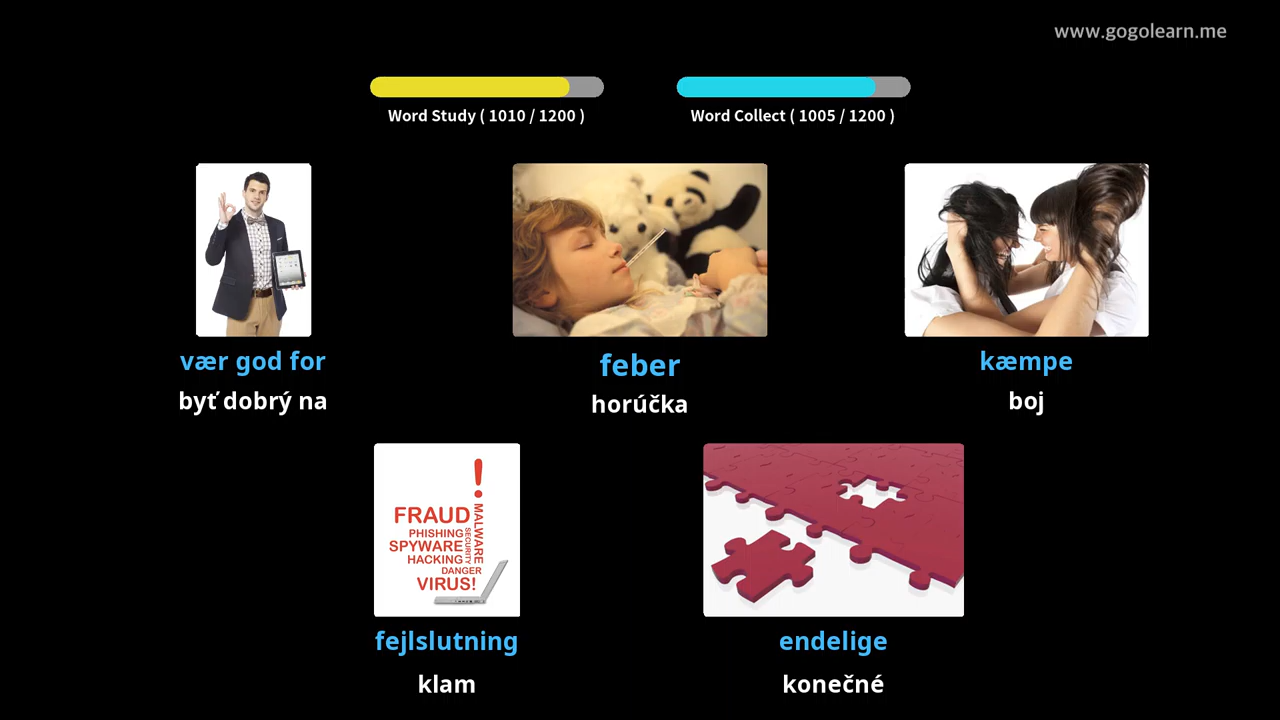 www.gogolearn.me
Word Study ( 1010 / 1200 )
Word Collect ( 1005 / 1200 )
vær god for
byť dobrý na
feber
horúčka
kæmpe
boj
!
FRAUD
PHISHING
SPYWARE
HACKING
DANGER
VIRUS!
SECURITY
MALWARE
fejlslutning
klam
endelige
konečné